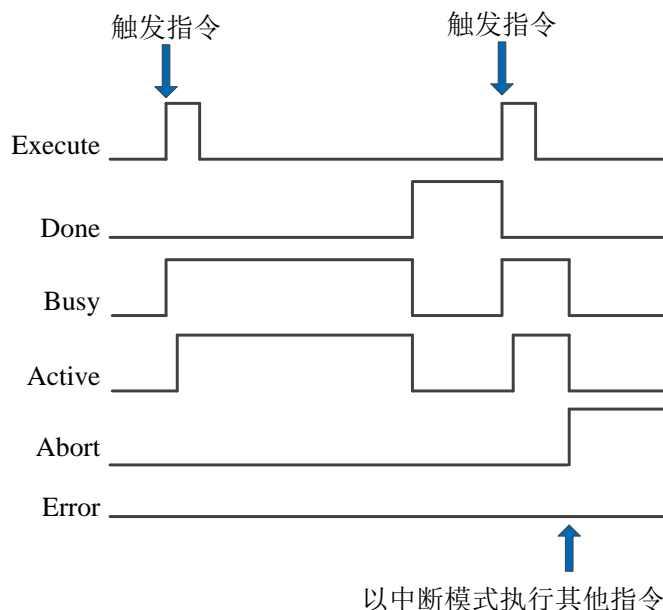 触发指令 触发指令
Execute
Done
Busy
Active
Abort
Error
以中断模式执行其他指令